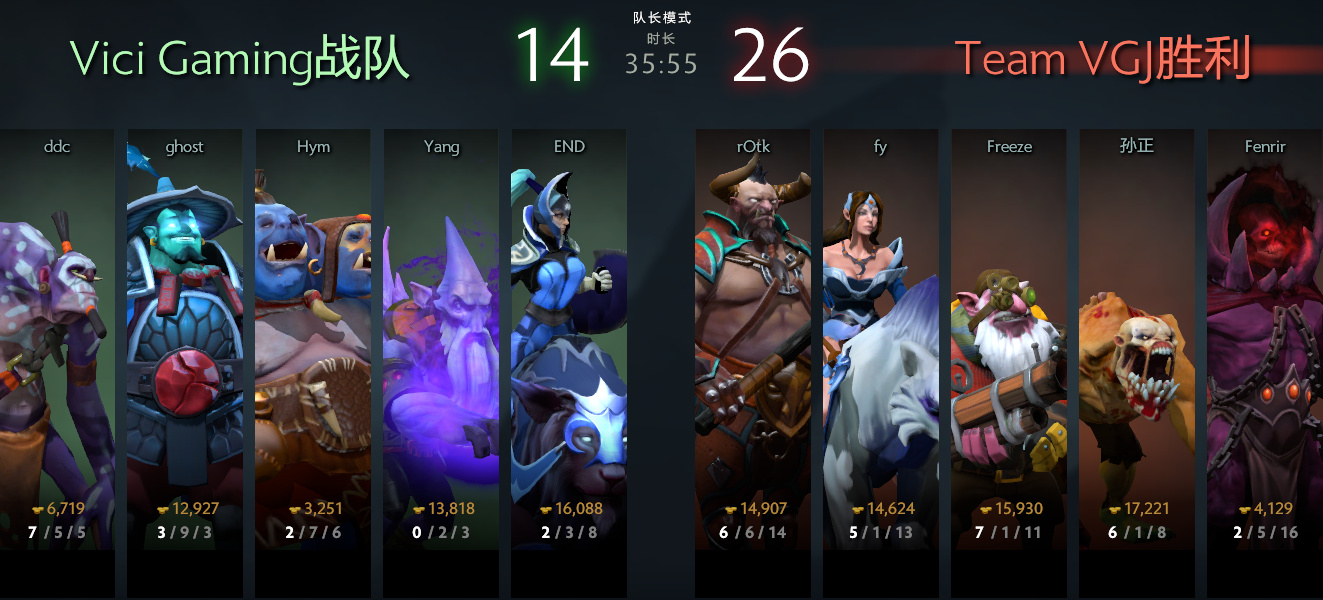 Vici Gaming战队
14
队长模式
时长
35:55
26
Team VGJ胜利
ddc
ghost
Hym
Yang
END
rOtk
fy
Freeze
孙正
Fenrir
6,719
12,927
3,251
13,818
16,088
14,907
14,624
15,930
17,221
4,129
7 / 5 / 5
3 / 9 / 3
2 / 7 / 6
0 / 2 / 3
2 / 3 / 8
6 / 6 / 14
5 / 1 / 13
7 / 1 / 11
6 / 1 / 8
2 / 5 / 16